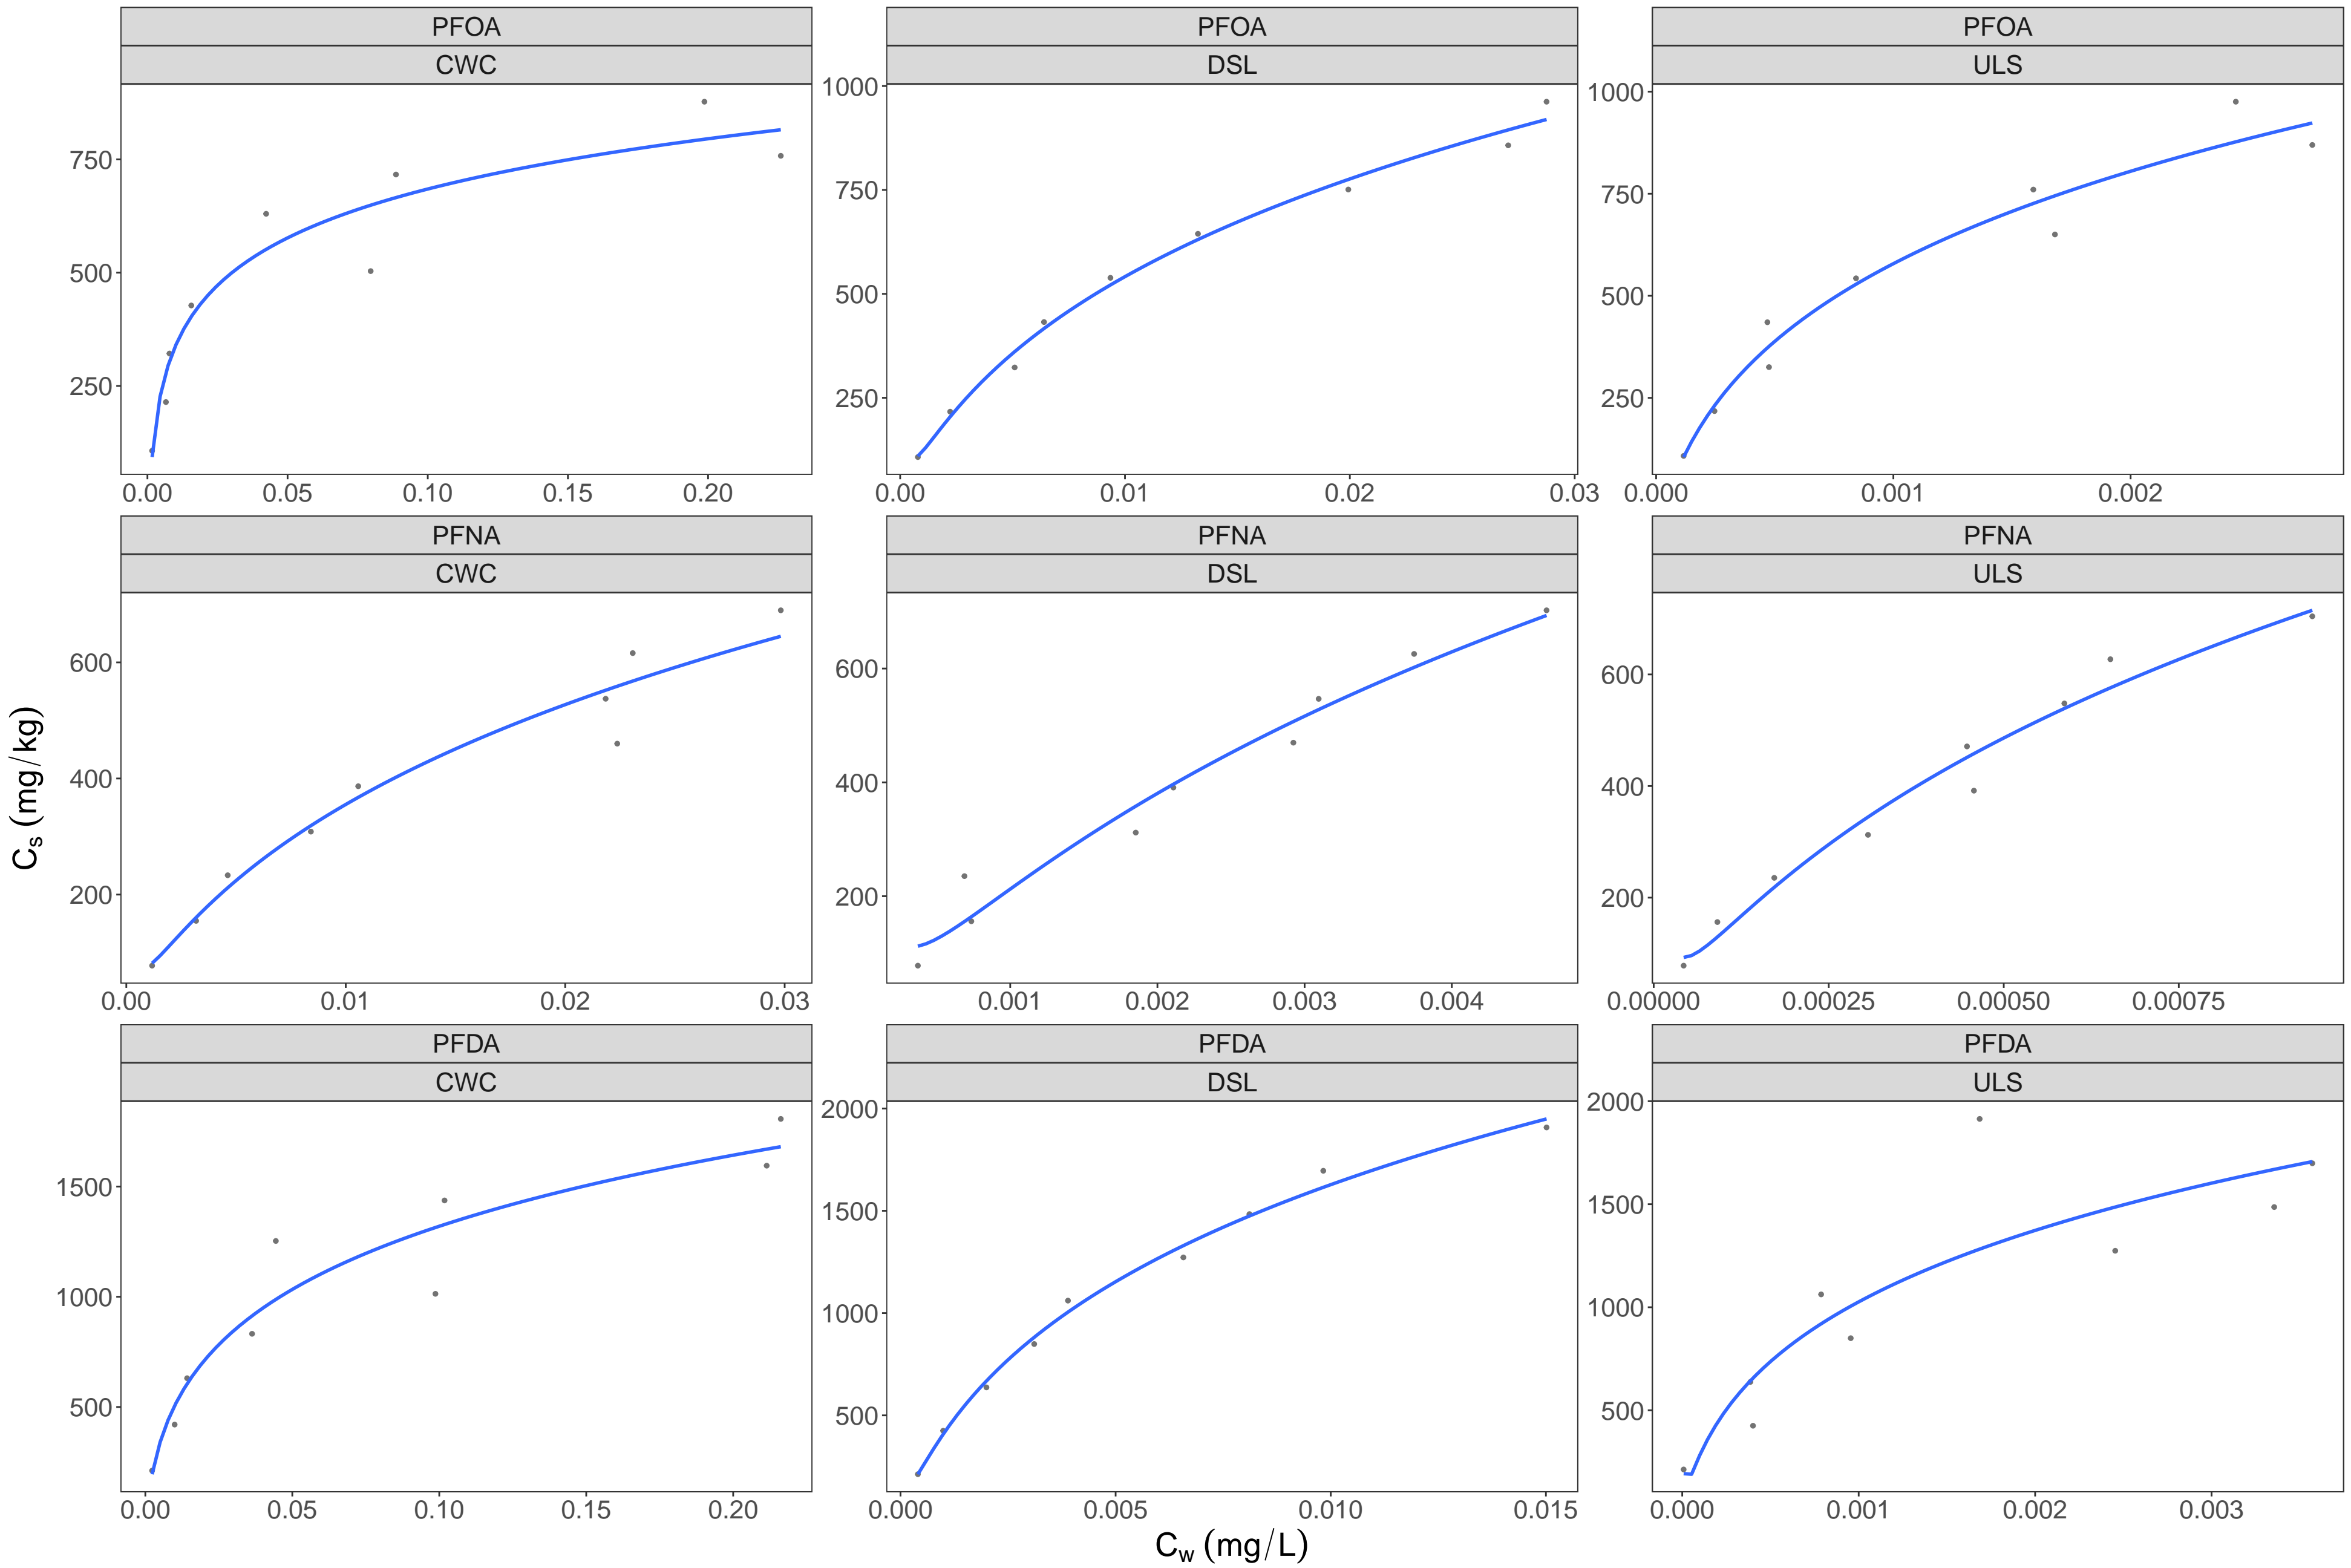 PFOA PFOA PFOA
CWC DSL ULS
1000 1000
750 750 750
500 500 500
250 250 250
0.00 0.05 0.10 0.15 0.20 0.00 0.01 0.02 0.03 0.000 0.001 0.002
PFNA PFNA PFNA
CWC DSL ULS
600 600 600
400 400 400
200 200 200
0.00 0.01 0.02 0.03 0.001 0.002 0.003 0.004 0.00000 0.00025 0.00050 0.00075
Cs (mg/kg)
PFDA PFDA PFDA
CWC DSL ULS
2000 2000
1500 1500 1500
1000 1000 1000
500 500 500
0.00 0.05 0.10 0.15 0.20 0.000 0.005 0.010 0.015 0.000 0.001 0.002 0.003
Cw (mg/L)